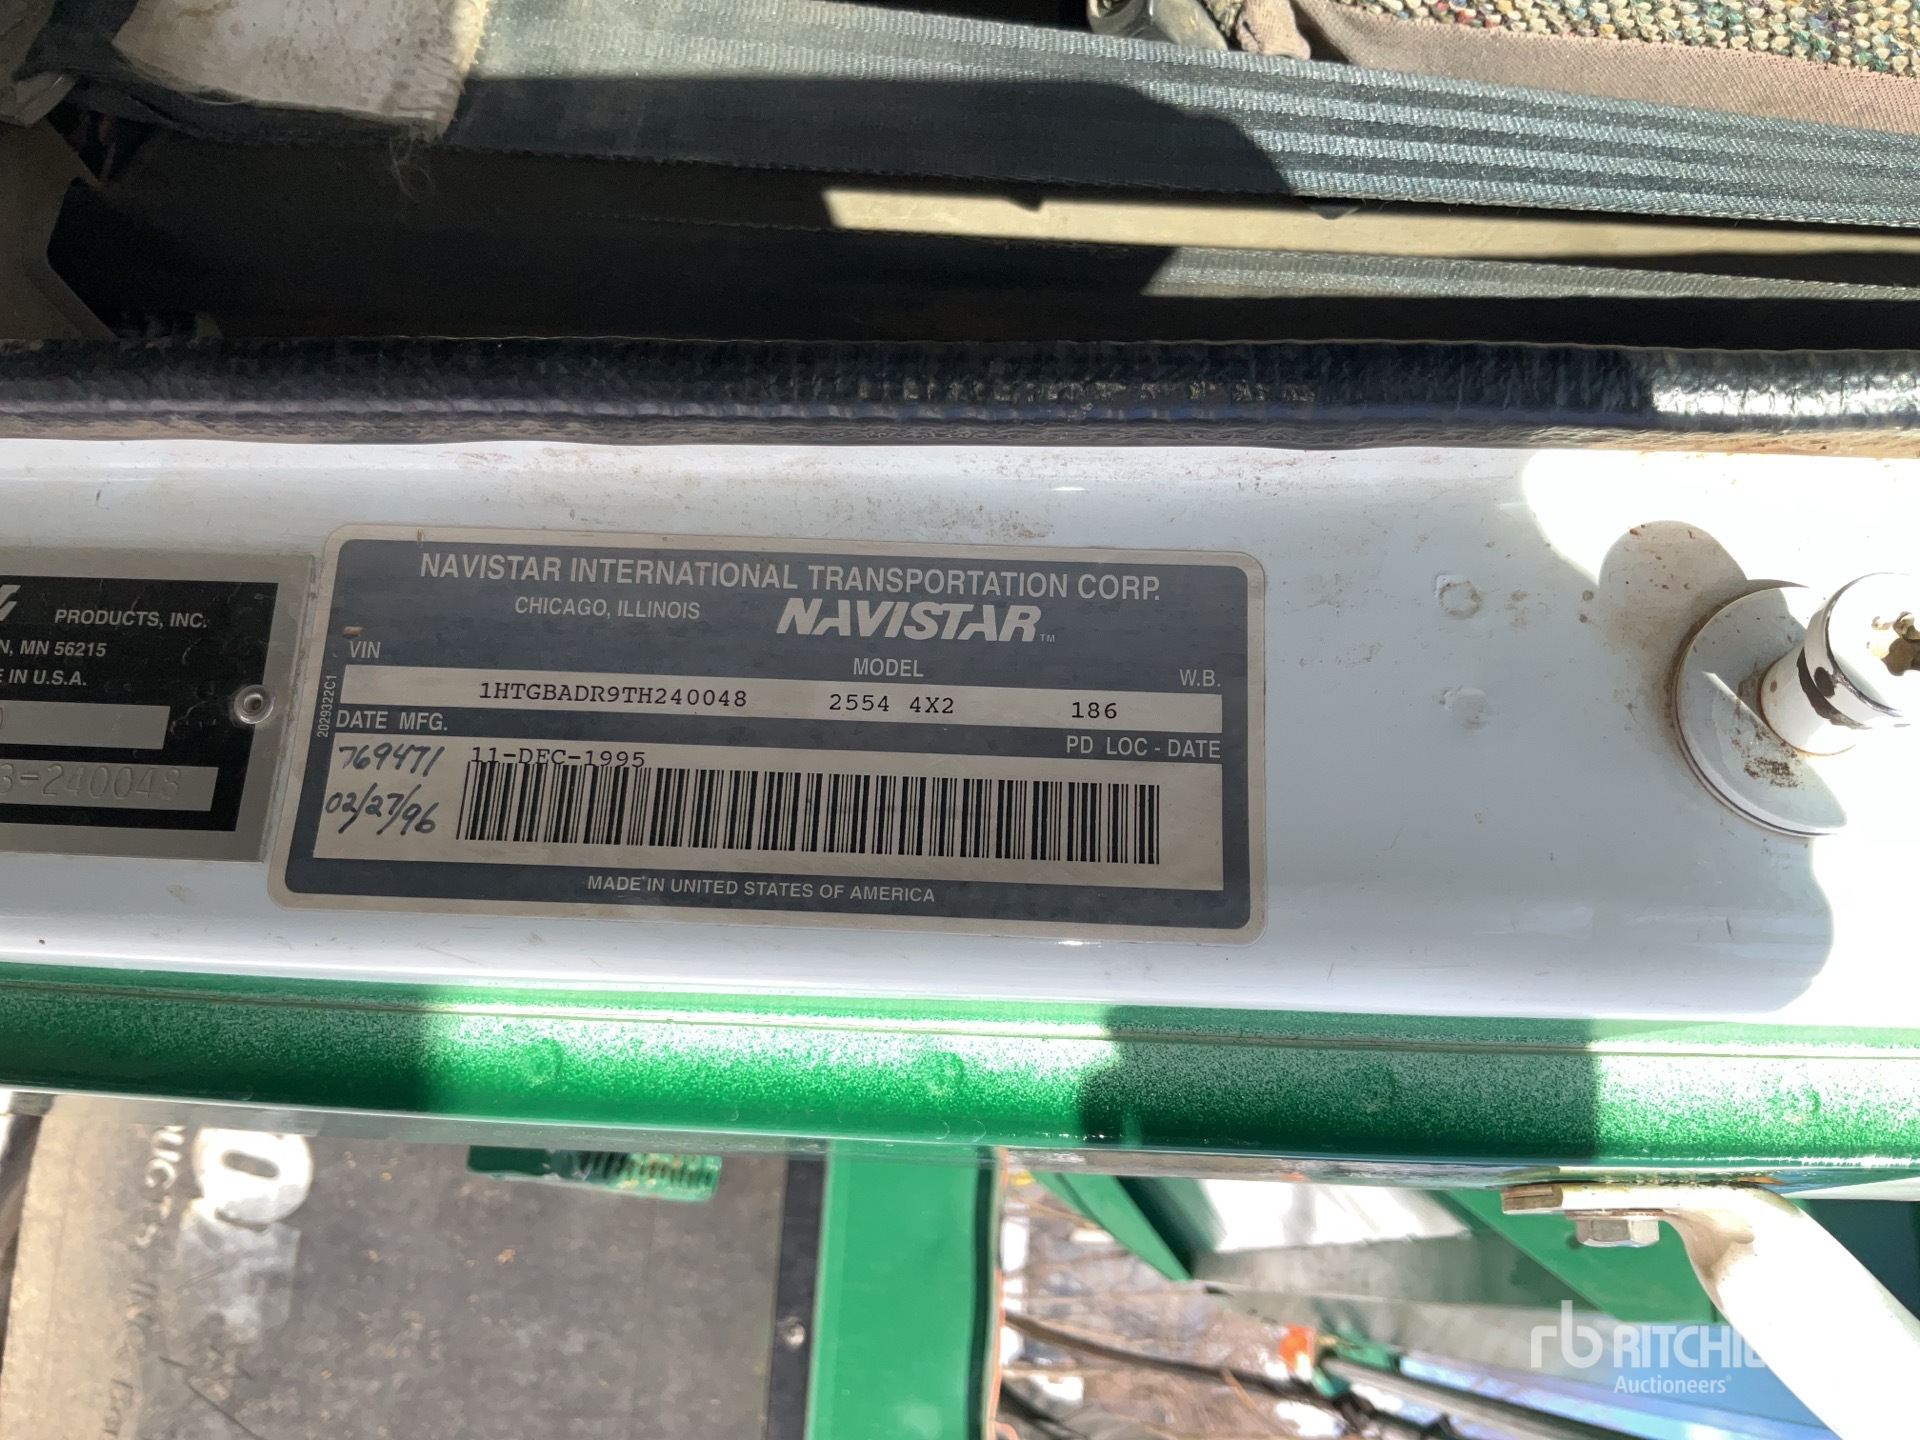 NAVISTAR INTERNATIONAL TRANSPORTATION CORP.
CHICAGO, ILLINOIS NAVISTAR™
VIN MODEL W.B.
1HTGBADR9TH240048 2554 4X2 186
DATE MFG. PD LOC - DATE
769471 11-DEC-1995
02/27/96
MADE IN UNITED STATES OF AMERICA
2029322C1
PRODUCTS, INC.
N, MN 56215
E IN U.S.A.
3-240048
rb RITCHIE
Auctioneers